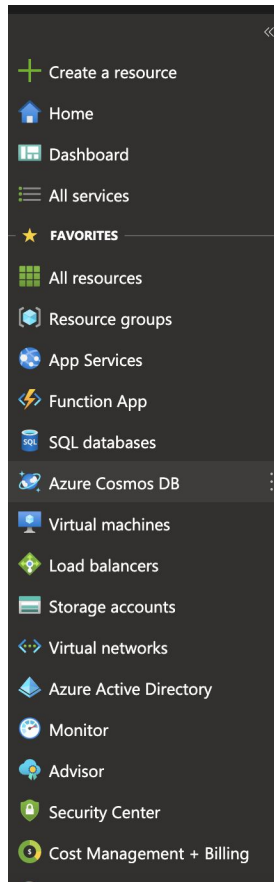 Create a resource
Home
Dashboard
All services
FAVORITES
All resources
Resource groups
App Services
Function App
SQL databases
Azure Cosmos DB
Virtual machines
Load balancers
Storage accounts
Virtual networks
Azure Active Directory
Monitor
Advisor
Security Center
Cost Management + Billing